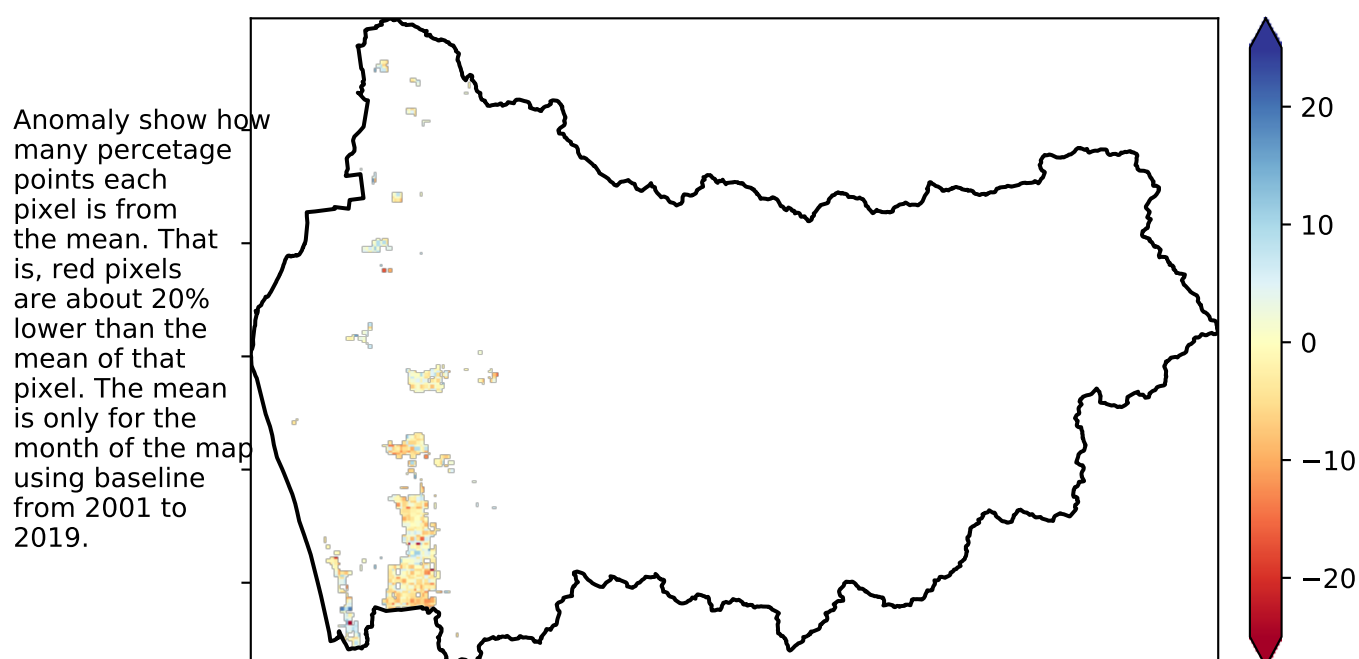 Anomaly show how
many percetage
points each
pixel is from
the mean. That
is, red pixels
are about 20%
lower than the
mean of that
pixel. The mean
is only for the
month of the map
using baseline
from 2001 to
2019.
20
10
0
−10
−20